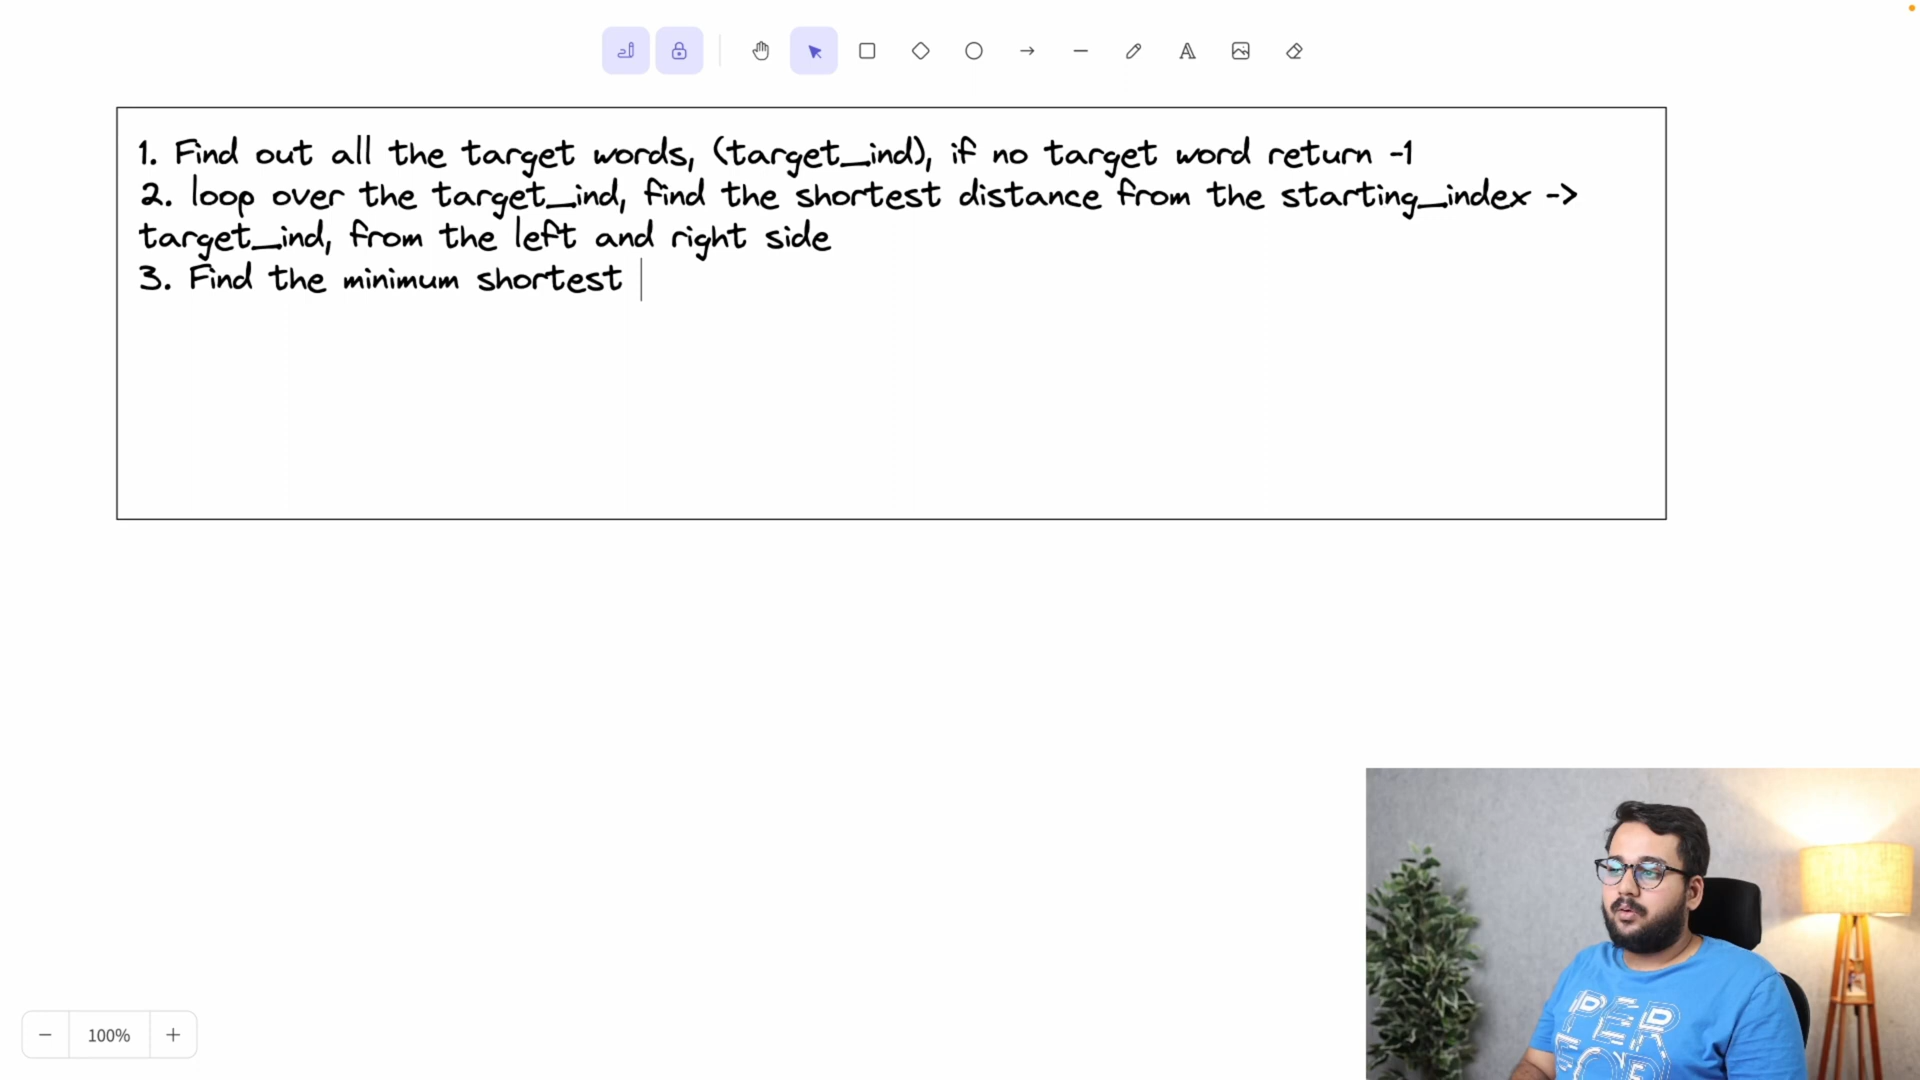 1. Find out all the target words, (target_ind), if no target word return -1
2. loop over the target_ind, find the shortest distance from the starting_index ->
target_ind, from the left and right side
3. Find the minimum shortest
100%
PER